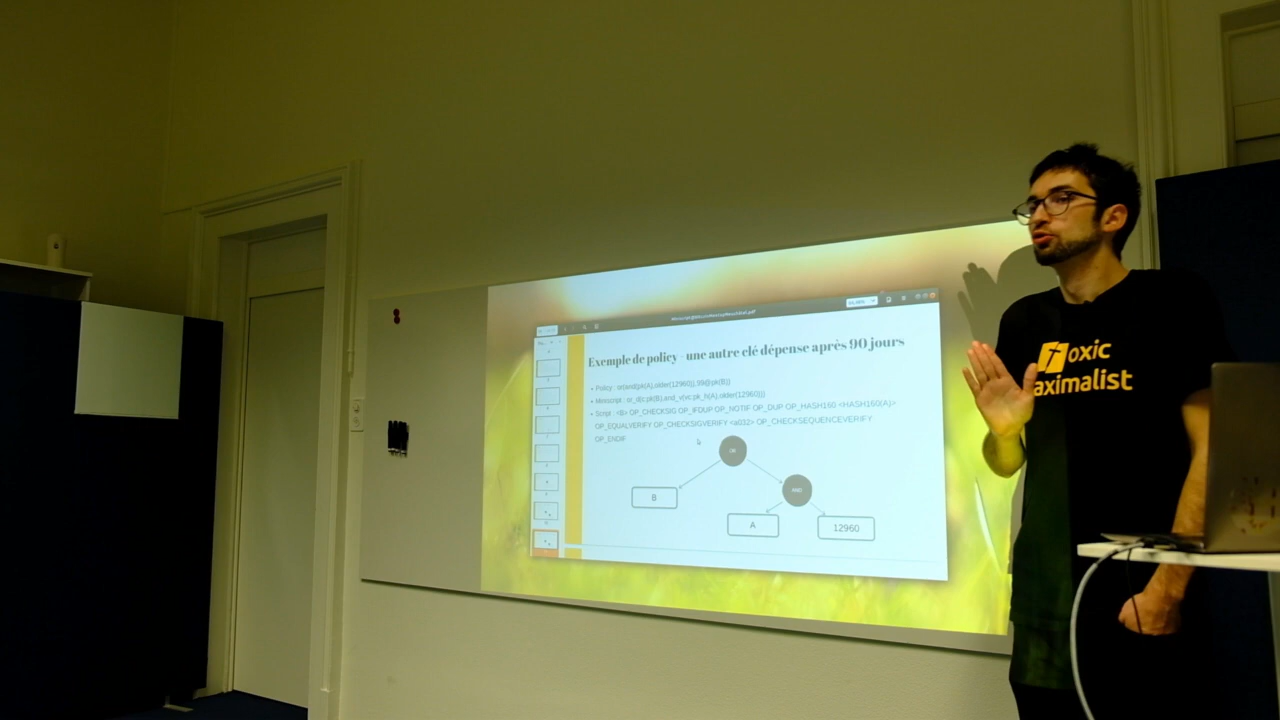 Exemple de policy - une autre clé dépense après 90 jours
• Policy : or(and(pk(A),older(12960)),99@pk(B))
• Miniscript : or_d(c:pk(B),and_v(vc:pk_h(A),older(12960)))
• Script : <B> OP_CHECKSIG OP_IFDUP OP_NOTIF OP_DUP OP_HASH160 <HASH160(A)>
OP_EQUALVERIFY OP_CHECKSIGVERIFY <a032> OP_CHECKSEQUENCEVERIFY
OP_ENDIF
OR
B
AND
A
12960
oxic
aximalist